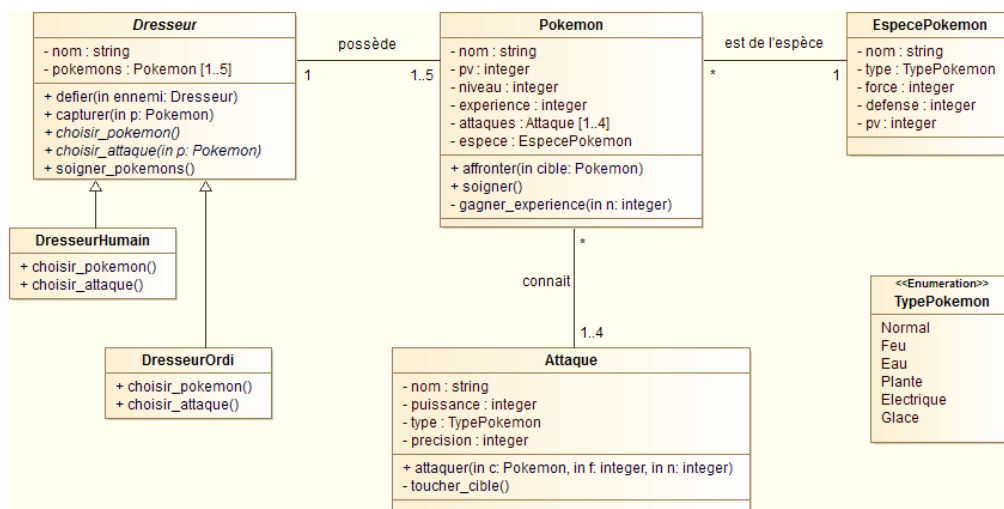 Dresseur
- nom : string
- pokemons : Pokemon [1..5]
+ defier(in ennemi: Dresseur)
+ capturer(in p: Pokemon)
+ choisir_pokemon()
+ choisir_attaque(in p: Pokemon)
+ soigner_pokemons()
possède
1
1..5
Pokemon
- nom : string
- pv : integer
- niveau : integer
- experience : integer
- attaques : Attaque [1..4]
- espece : EspecePokemon
+ affronter(in cible: Pokemon)
+ soigner()
- gagner_experience(in n: integer)
est de l'espèce
*
1
EspecePokemon
- nom : string
- type : TypePokemon
- force : integer
- defense : integer
- pv : integer
DresseurHumain
+ choisir_pokemon()
+ choisir_attaque()
DresseurOrdi
+ choisir_pokemon()
+ choisir_attaque()
*
connait
1..4
Attaque
- nom : string
- puissance : integer
- type : TypePokemon
- precision : integer
+ attaquer(in c: Pokemon, in f: integer, in n: integer)
- toucher_cible()
<<Enumeration>>
TypePokemon
Normal
Feu
Eau
Plante
Electrique
Glace